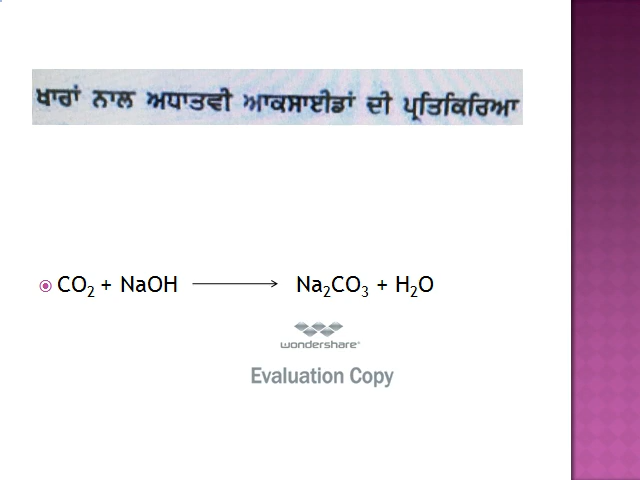 ਖਾਰਾਂ ਨਾਲ ਅਧਾਤਵੀ ਆਕਸਾਈਡਾਂ ਦੀ ਪ੍ਰਤਿਕਿਰਿਆ
CO₂ + NaOH ⟶ Na₂CO₃ + H₂O
wondershare
Evaluation Copy